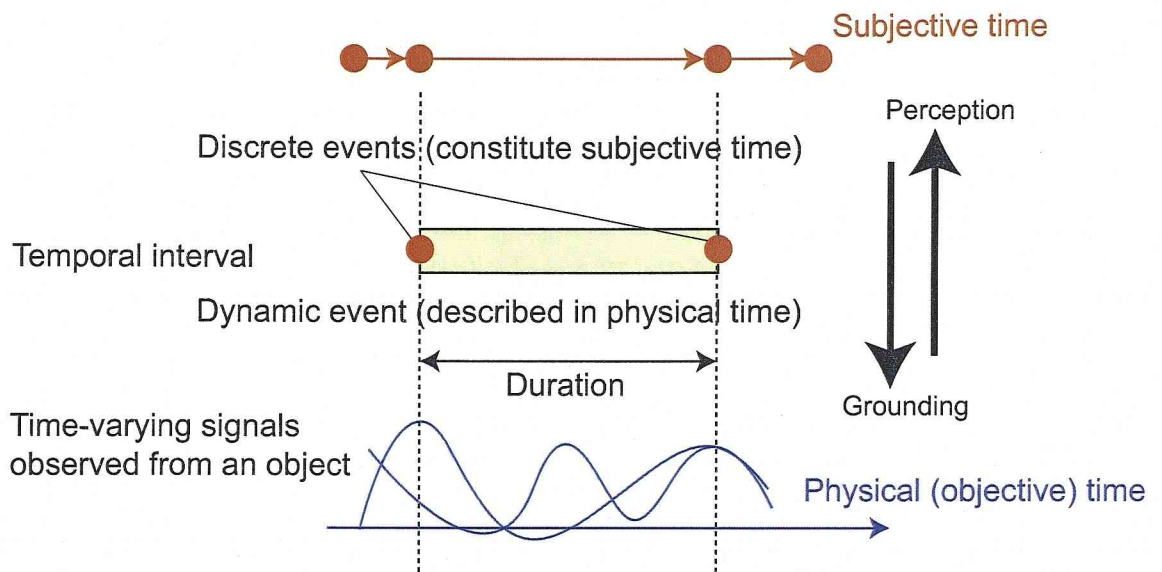 Subjective time
Perception
Discrete events (constitute subjective time)
Temporal interval
Dynamic event (described in physical time)
Duration
Grounding
Time-varying signals
observed from an object
Physical (objective) time